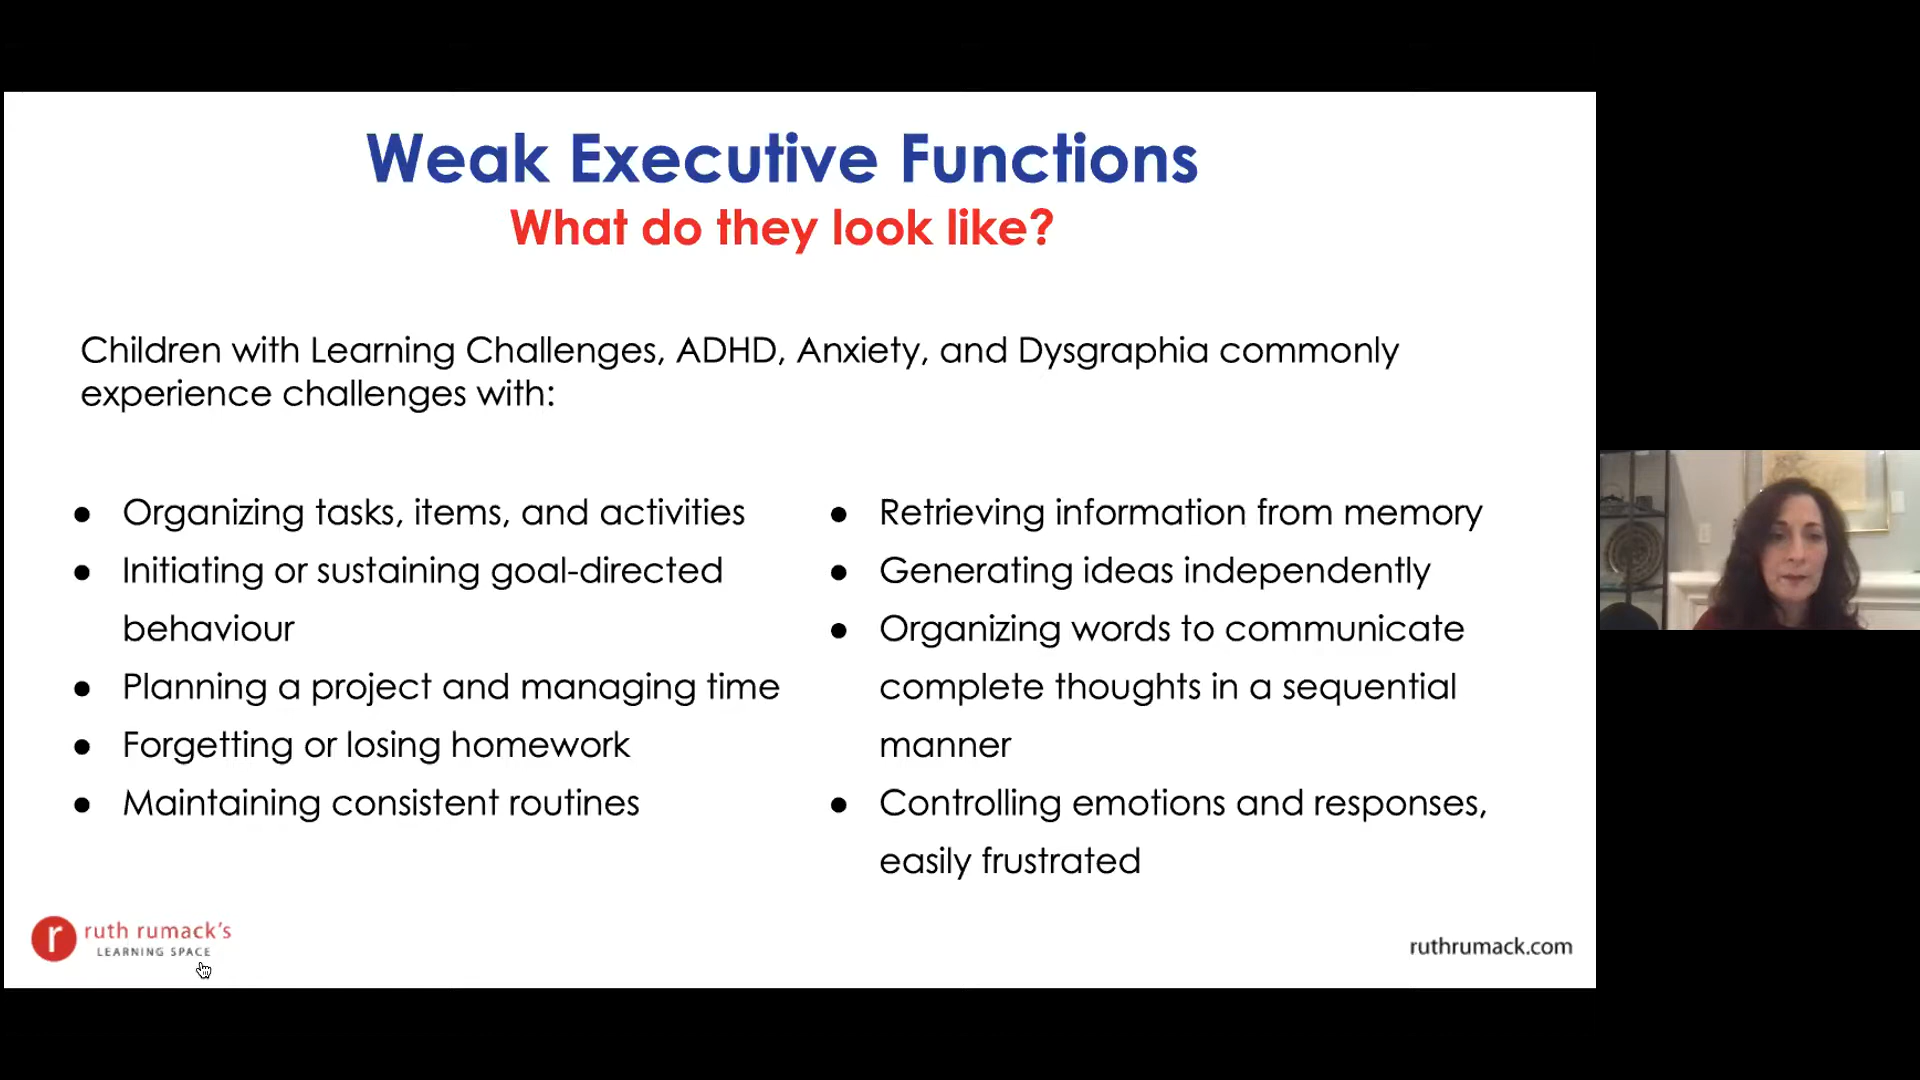 Weak Executive Functions
What do they look like?
Children with Learning Challenges, ADHD, Anxiety, and Dysgraphia commonly
experience challenges with:
● Organizing tasks, items, and activities
● Initiating or sustaining goal-directed
behaviour
● Planning a project and managing time
● Forgetting or losing homework
● Maintaining consistent routines
● Retrieving information from memory
● Generating ideas independently
● Organizing words to communicate
complete thoughts in a sequential
manner
● Controlling emotions and responses,
easily frustrated
r
ruth rumack's
LEARNING SPACE
ruthrumack.com